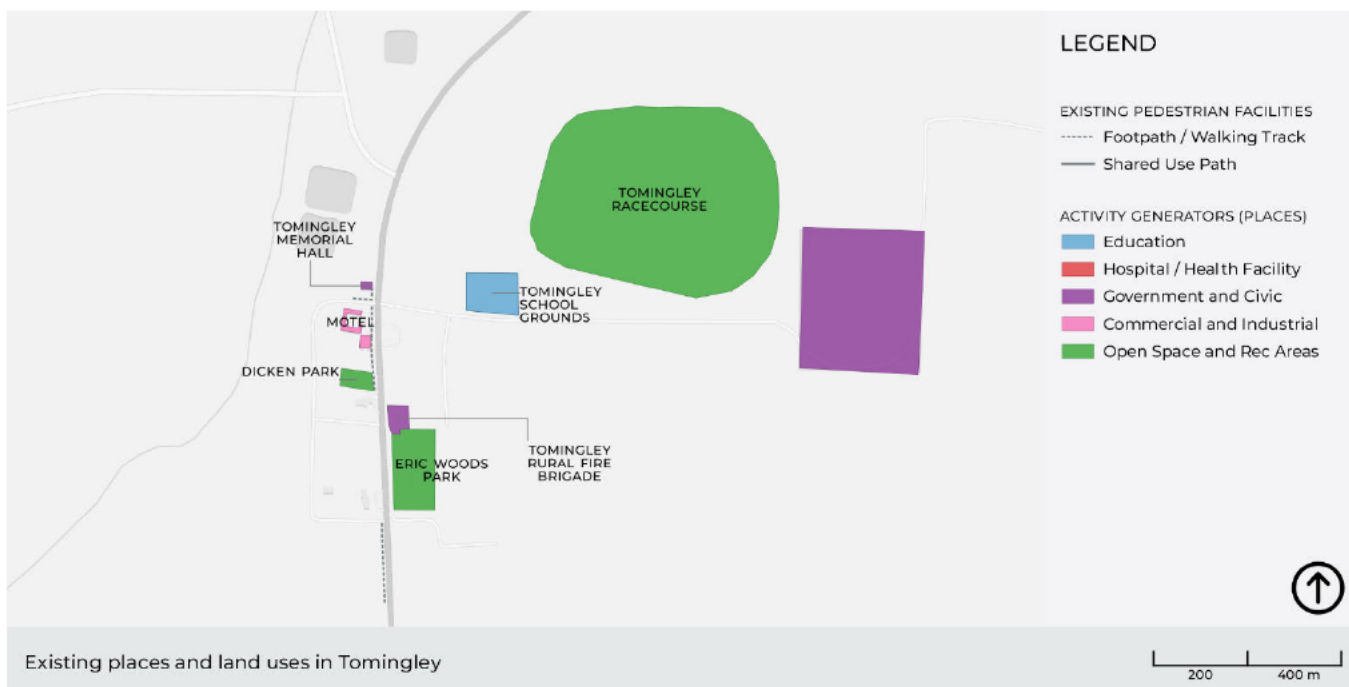 LEGEND
EXISTING PEDESTRIAN FACILITIES
Footpath / Walking Track
Shared Use Path
ACTIVITY GENERATORS (PLACES)
Education
Hospital / Health Facility
Government and Civic
Commercial and Industrial
Open Space and Rec Areas
TOMINGLEY
RACECOURSE
TOMINGLEY
MEMORIAL
HALL
TOMINGLEY
SCHOOL
GROUNDS
MOTEL
DICKEN PARK
ERIC WOODS
PARK
TOMINGLEY
RURAL FIRE
BRIGADE
Existing places and land uses in Tomingley
200
400 m